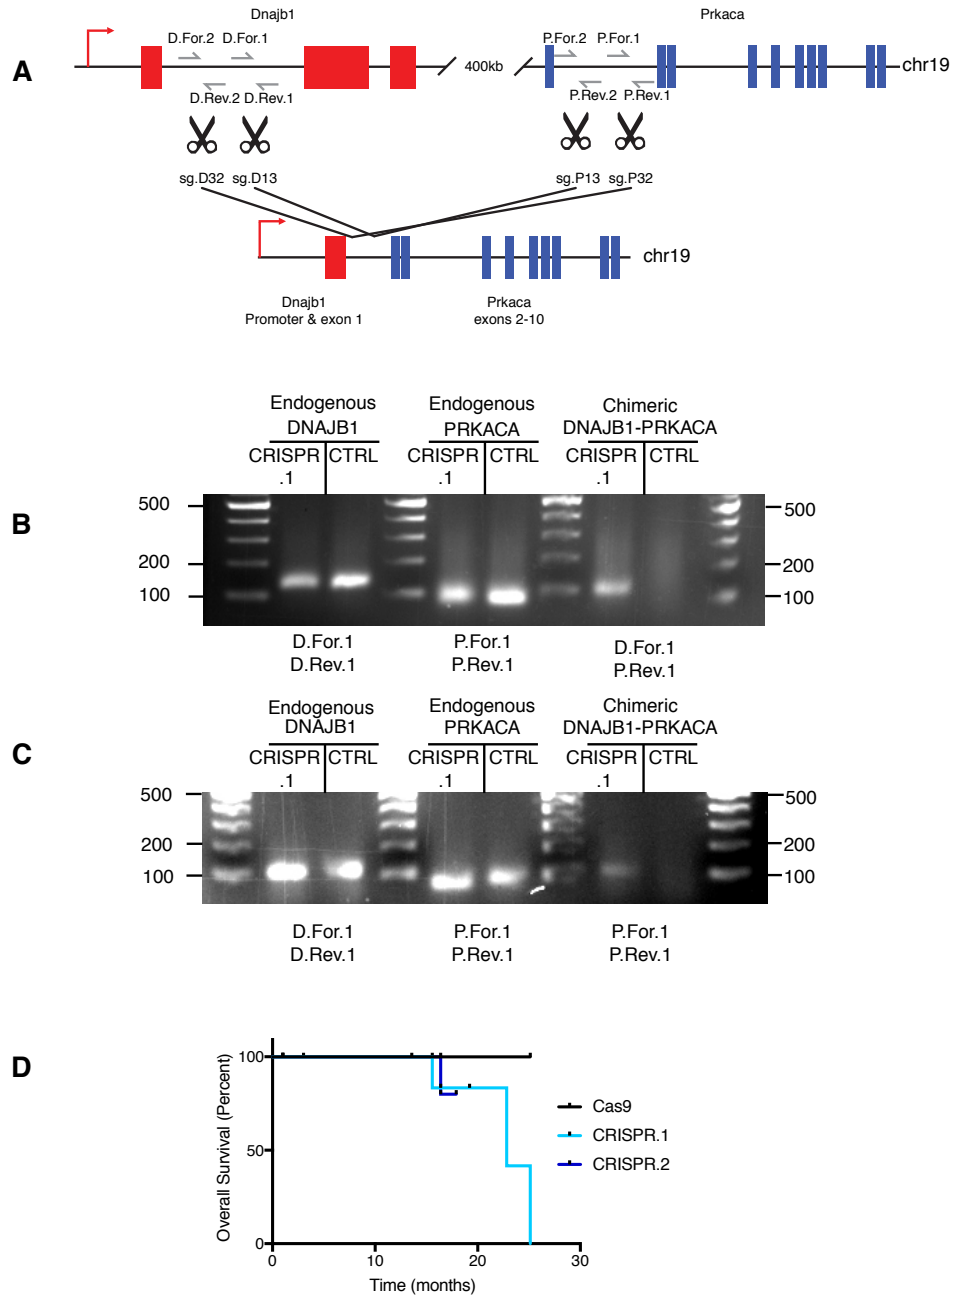 A
Dnajb1
Prkaca
D.For.2 D.For.1
P.For.2 P.For.1
400kb
chr19
D.Rev.2 D.Rev.1
P.Rev.2 P.Rev.1
sg.D32 sg.D13
sg.P13 sg.P32
chr19
Dnajb1
Promoter & exon 1
Prkaca
exons 2-10
B
Endogenous
DNAJB1
Endogenous
PRKACA
Chimeric
DNAJB1-PRKACA
CRISPR
.1
CTRL
CRISPR
.1
CTRL
CRISPR
.1
CTRL
500
200
100
500
200
100
D.For.1
D.Rev.1
P.For.1
P.Rev.1
D.For.1
P.Rev.1
C
Endogenous
DNAJB1
Endogenous
PRKACA
Chimeric
DNAJB1-PRKACA
CRISPR
.1
CTRL
CRISPR
.1
CTRL
CRISPR
.1
CTRL
500
200
100
500
200
100
D.For.1
D.Rev.1
P.For.1
P.Rev.1
P.For.1
P.Rev.1
D
Overall Survival (Percent)
100
50
0
0 10 20 30
Time (months)
Cas9
CRISPR.1
CRISPR.2